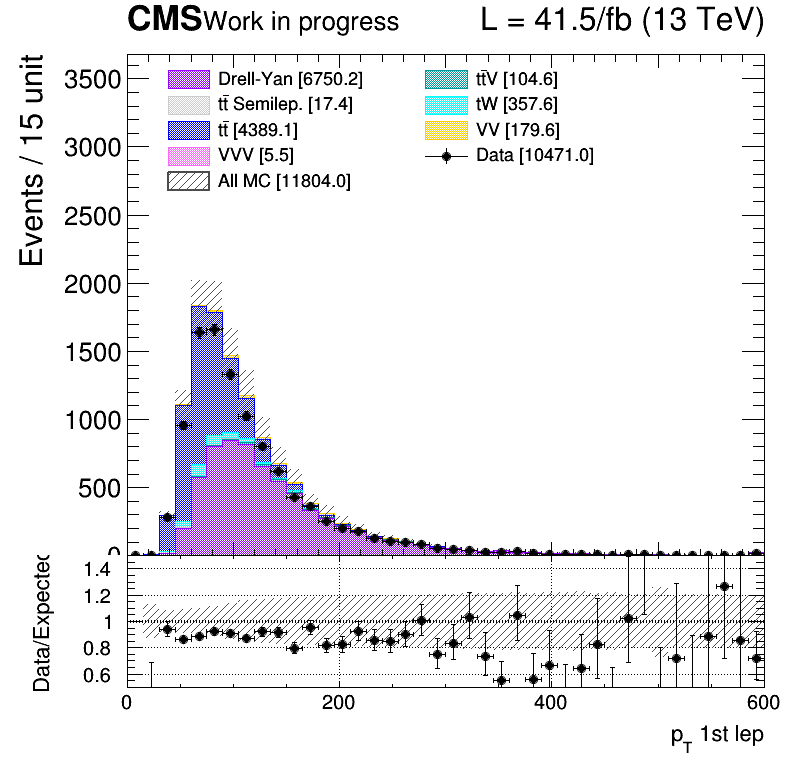 CMS Work in progress L = 41.5/fb (13 TeV)
Events / 15 unit
3500
3000
2500
2000
1500
1000
500
0
Drell-Yan [6750.2]
tt̄ Semilep. [17.4]
tt̄ [4389.1]
VVV [5.5]
All MC [11804.0]
tt̄V [104.6]
tW [357.6]
VV [179.6]
Data [10471.0]
Data/Expected
1.4
1.2
1
0.8
0.6
0 200 400 600
p_T 1st lep